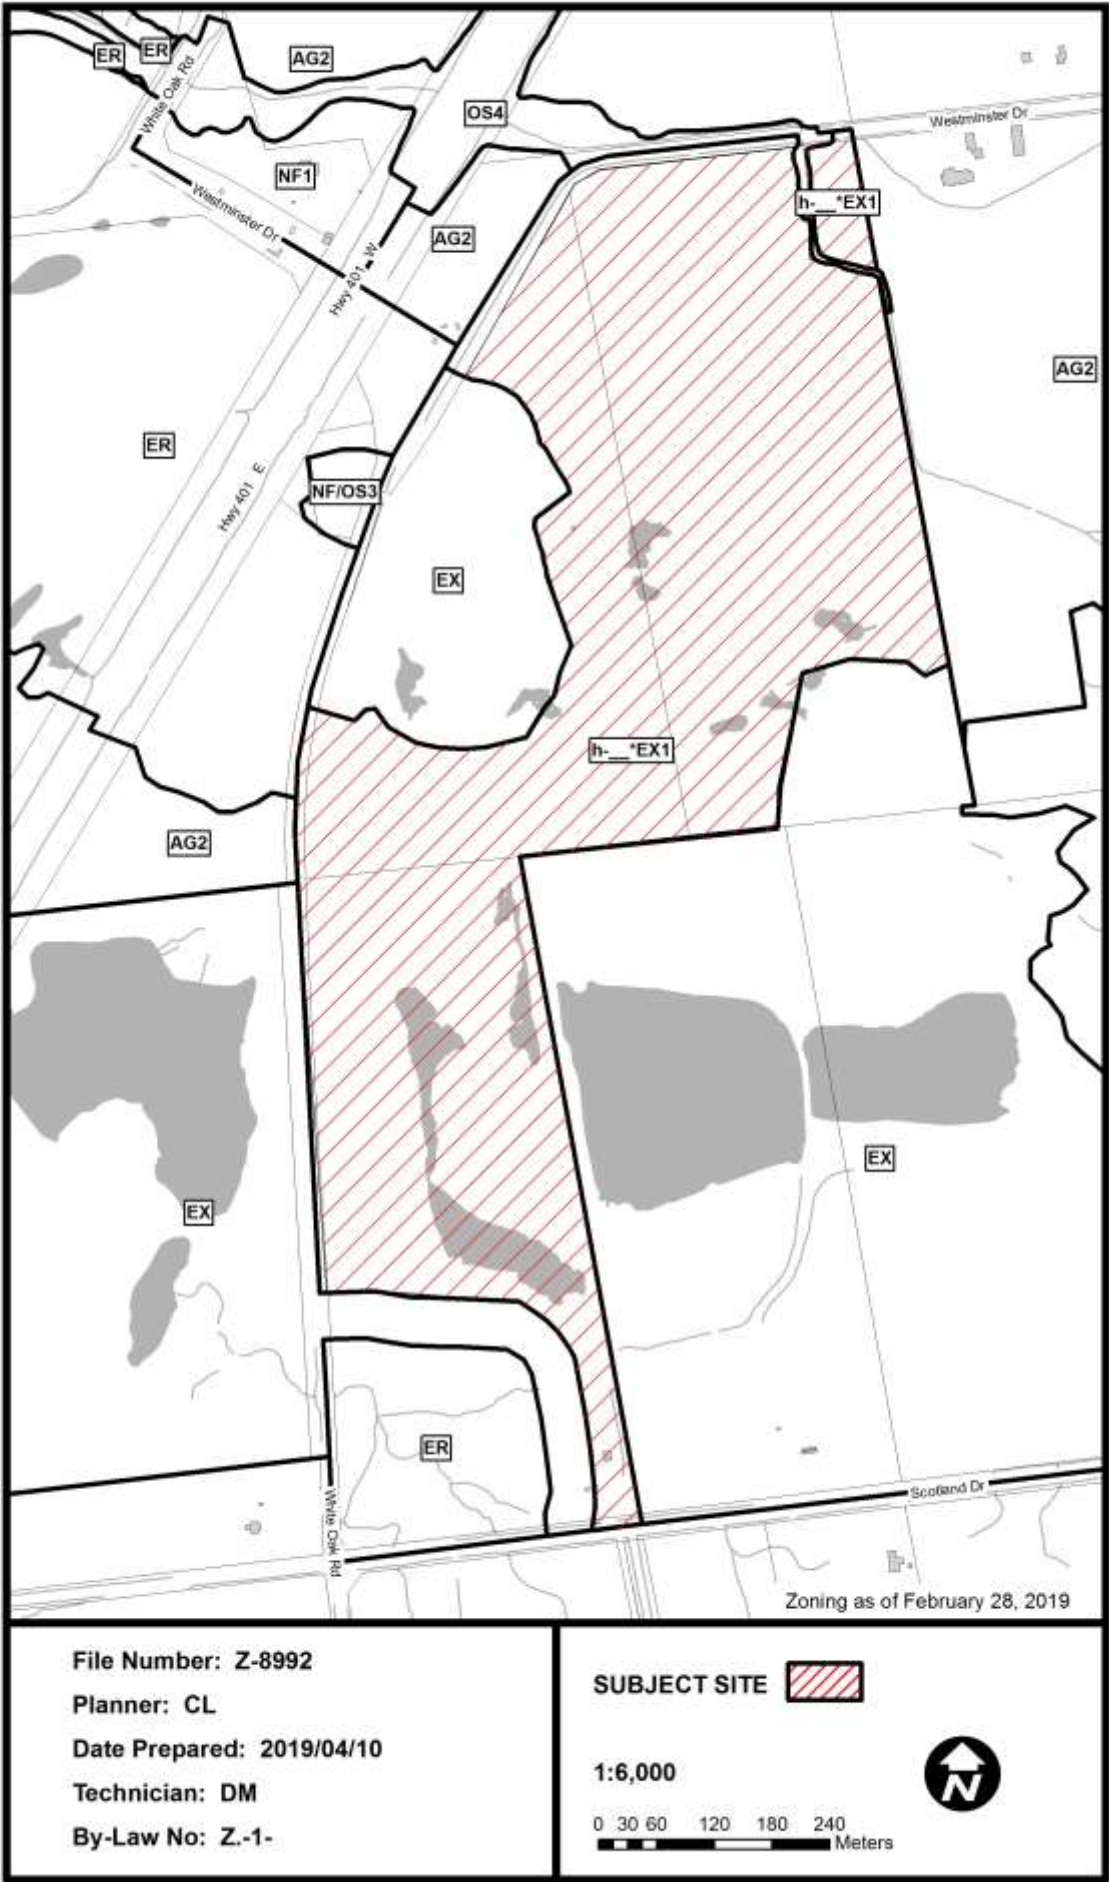 ER
ER
AG2
White Oak Rd
OS4
Westminster Dr
NF1
h-__*EX1
Westminster Dr
AG2
Hwy 401 W
AG2
ER
Hwy 401 E
NF/OS3
EX
h-__*EX1
AG2
EX
EX
ER
White Oak Rd
Scotland Dr
Zoning as of February 28, 2019
File Number: Z-8992
Planner: CL
Date Prepared: 2019/04/10
Technician: DM
By-Law No: Z.-1-
SUBJECT SITE
1:6,000
N
0 30 60 120 180 240
Meters